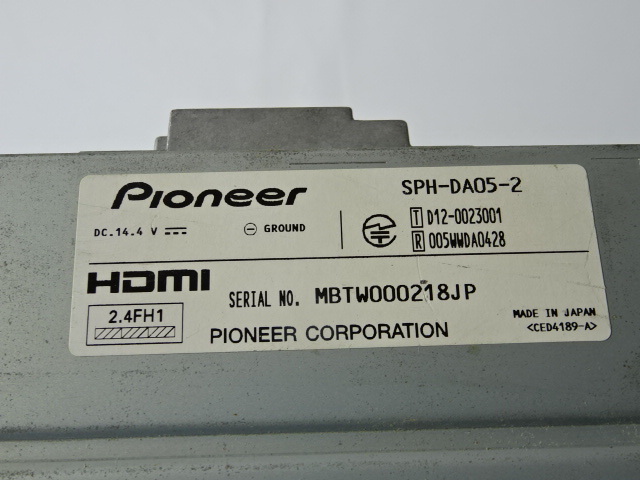 Pioneer
SPH-DA05-2
DC.14.4 V
⊖ GROUND
T D12-0023001
R 005WWDA0428
HDMI
2.4FH1
SERIAL NO. MBTW000218JP
PIONEER CORPORATION
MADE IN JAPAN
<CED4189-A>